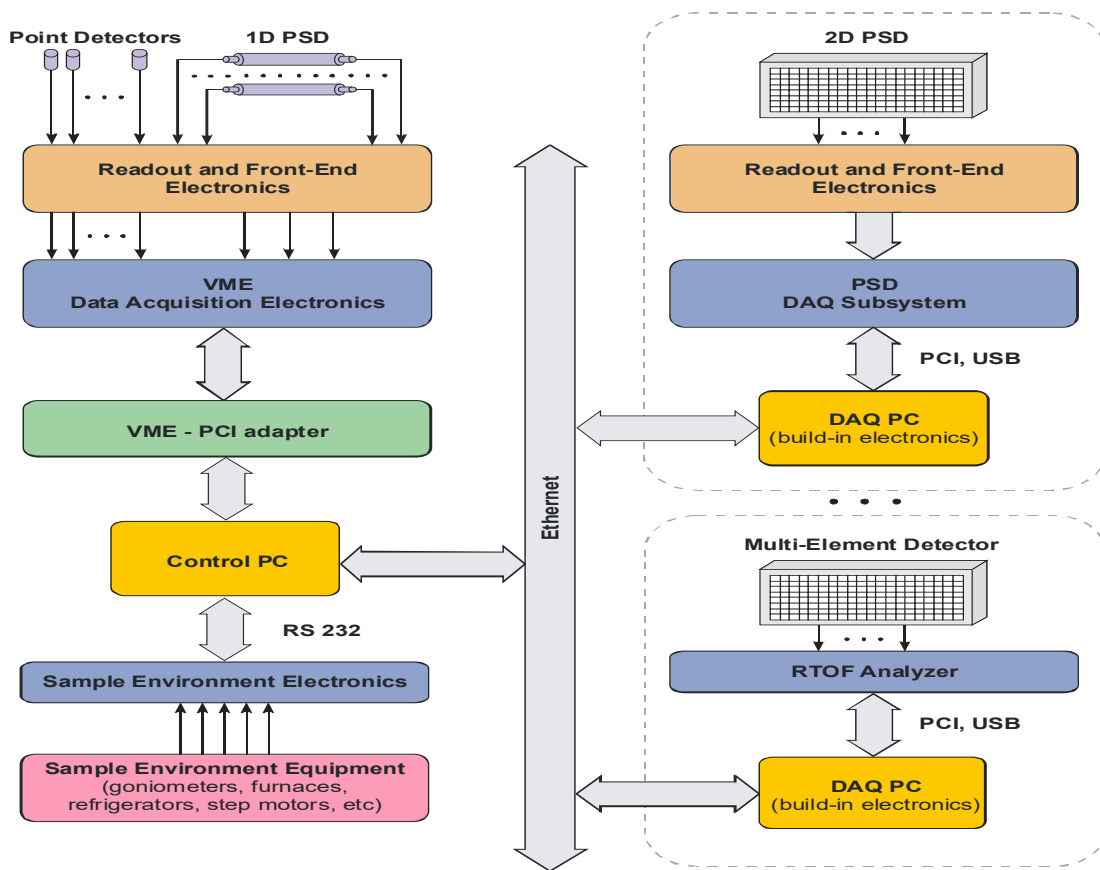 Point Detectors
1D PSD
Readout and Front-End
Electronics
VME
Data Acquisition Electronics
VME - PCI adapter
Control PC
RS 232
Sample Environment Electronics
Sample Environment Equipment
(goniometers, furnaces,
refrigerators, step motors, etc)
Ethernet
2D PSD
Readout and Front-End
Electronics
PSD
DAQ Subsystem
PCI, USB
DAQ PC
(build-in electronics)
Multi-Element Detector
RTOF Analyzer
PCI, USB
DAQ PC
(build-in electronics)